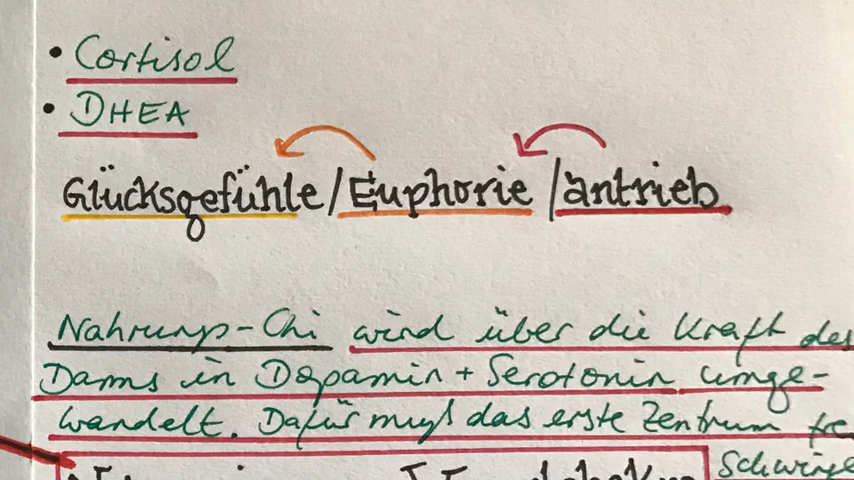 • Cortisol
• DHEA
Glücksgefühle/Euphorie/antrieb
Nahrungs-Chi wird über die Kraft des
Darms in Dopamin + Serotonin umge-
wandelt. Dafür muß das erste Zentrum